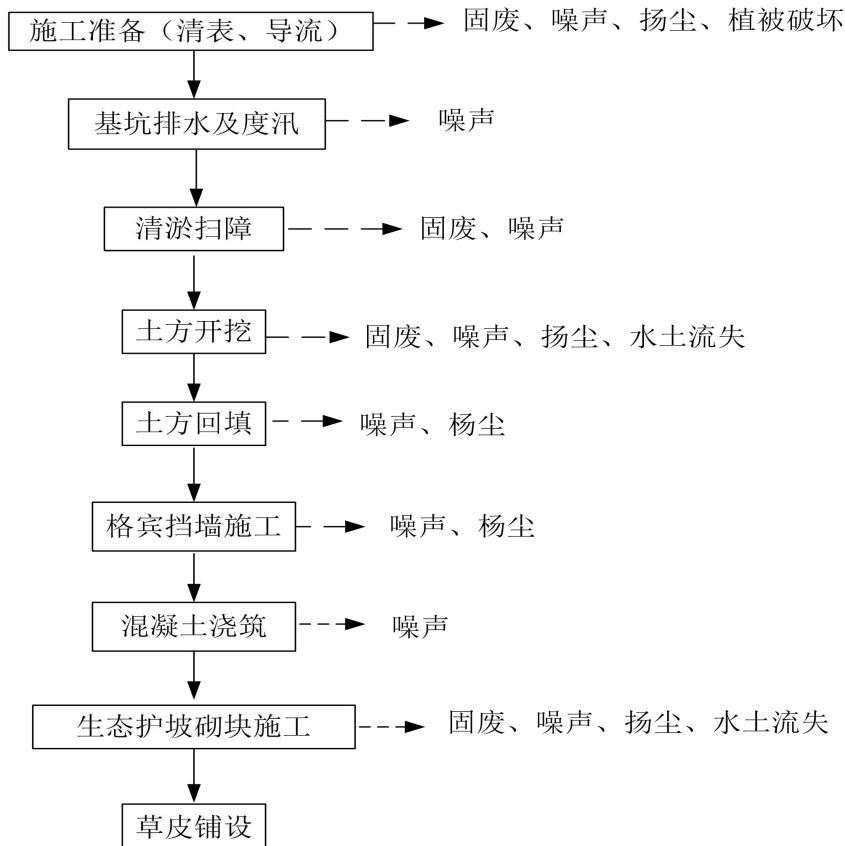 施工准备（清表、导流）
固废、噪声、扬尘、植被破坏
基坑排水及度汛
噪声
清淤扫障
固废、噪声
土方开挖
固废、噪声、扬尘、水土流失
土方回填
噪声、杨尘
格宾挡墙施工
噪声、杨尘
混凝土浇筑
噪声
生态护坡砌块施工
固废、噪声、扬尘、水土流失
草皮铺设